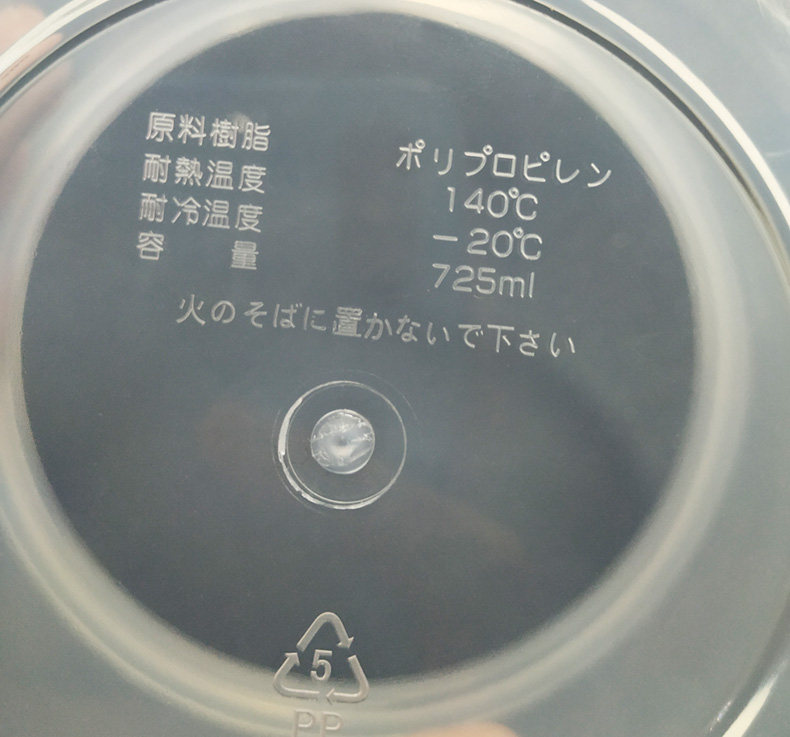 原料樹脂 ポリプロピレン
耐熱温度 140℃
耐冷温度 -20℃
容量 725ml
火のそばに置かないで下さい
5
PP